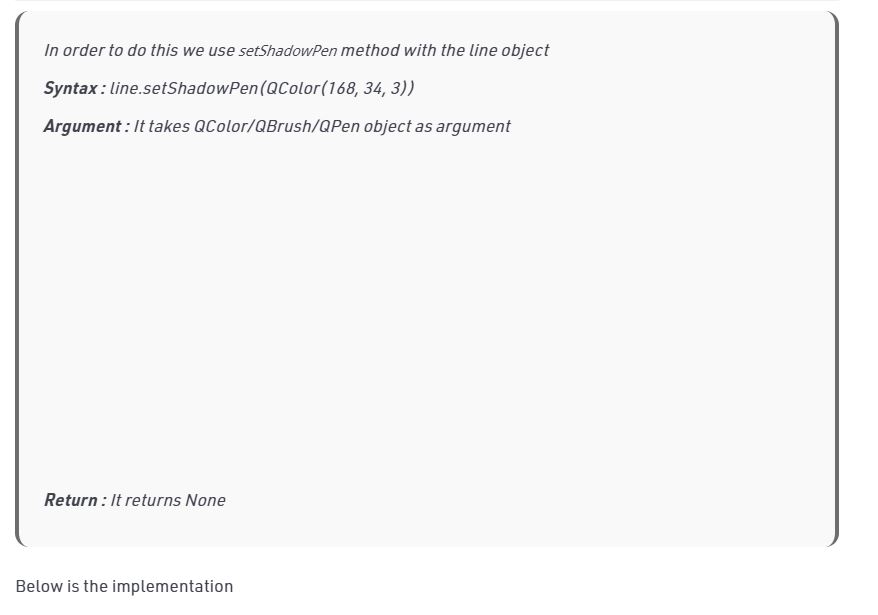 In order to do this we use setShadowPen method with the line object
Syntax : line.setShadowPen(QColor(168, 34, 3))
Argument : It takes QColor/QBrush/QPen object as argument
Return : It returns None
Below is the implementation